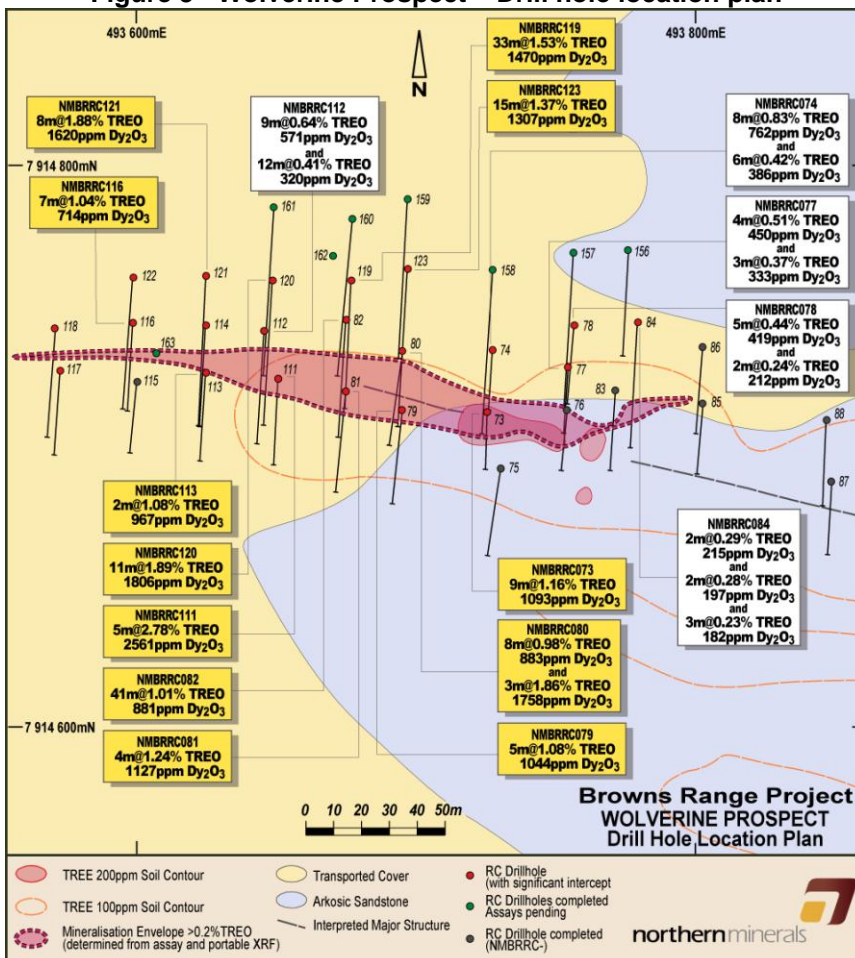 Figure 3 - Wolverine Prospect - Drill hole location plan
493 600mE
493 800mE
NMBRRC119
33m@1.53% TREO
1470ppm Dy₂O₃
NMBRRC123
15m@1.37% TREO
1307ppm Dy₂O₃
N
NMBRRC121
8m@1.88% TREO
1620ppm Dy₂O₃
NMBRRC112
9m@0.64% TREO
571ppm Dy₂O₃
and
12m@0.41% TREO
320ppm Dy₂O₃
NMBRRC074
8m@0.83% TREO
762ppm Dy₂O₃
and
6m@0.42% TREO
386ppm Dy₂O₃
7 914 800mN
NMBRRC116
7m@1.04% TREO
714ppm Dy₂O₃
NMBRRC077
4m@0.51% TREO
450ppm Dy₂O₃
and
3m@0.37% TREO
333ppm Dy₂O₃
NMBRRC078
5m@0.44% TREO
419ppm Dy₂O₃
and
2m@0.24% TREO
212ppm Dy₂O₃
161
160
159
162
157
156
122
121
120
119
123
158
118
116
114
112
82
78
84
163
80
74
86
117
115
113
111
81
77
83
79
73
76
85
88
75
87
NMBRRC113
2m@1.08% TREO
967ppm Dy₂O₃
NMBRRC120
11m@1.89% TREO
1806ppm Dy₂O₃
NMBRRC111
5m@2.78% TREO
2561ppm Dy₂O₃
NMBRRC082
41m@1.01% TREO
881ppm Dy₂O₃
NMBRRC081
4m@1.24% TREO
1127ppm Dy₂O₃
NMBRRC073
9m@1.16% TREO
1093ppm Dy₂O₃
NMBRRC080
8m@0.98% TREO
883ppm Dy₂O₃
and
3m@1.86% TREO
1758ppm Dy₂O₃
NMBRRC079
5m@1.08% TREO
1044ppm Dy₂O₃
NMBRRC084
2m@0.29% TREO
215ppm Dy₂O₃
and
2m@0.28% TREO
197ppm Dy₂O₃
and
3m@0.23% TREO
182ppm Dy₂O₃
7 914 600mN
0 10 20 30 40 50m
Browns Range Project
WOLVERINE PROSPECT
Drill Hole Location Plan
TREE 200ppm Soil Contour
TREE 100ppm Soil Contour
Mineralisation Envelope >0.2%TREO
(determined from assay and portable XRF)
Transported Cover
Arkosic Sandstone
Interpreted Major Structure
RC Drillhole
(with significant intercept
RC Drillholes completed
Assays pending
RC Drillhole completed
(NMBRRC-)
northernminerals